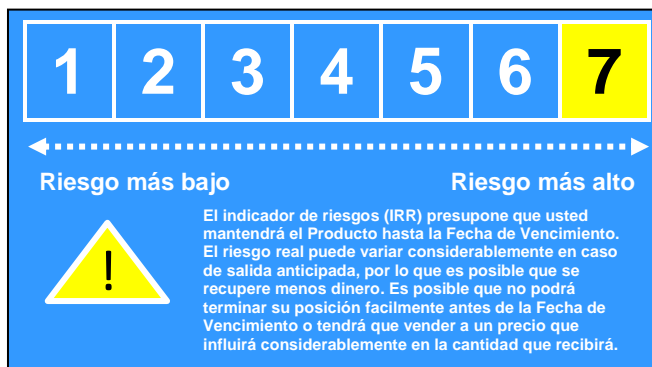 1 2 3 4 5 6 7
Riesgo más bajo Riesgo más alto
El indicador de riesgos (IRR) presupone que usted
mantendrá el Producto hasta la Fecha de Vencimiento.
El riesgo real puede variar considerablemente en caso
de salida anticipada, por lo que es posible que se
recupere menos dinero. Es posible que no podrá
terminar su posición facilmente antes de la Fecha de
Vencimiento o tendrá que vender a un precio que
influirá considerablemente en la cantidad que recibirá.
!